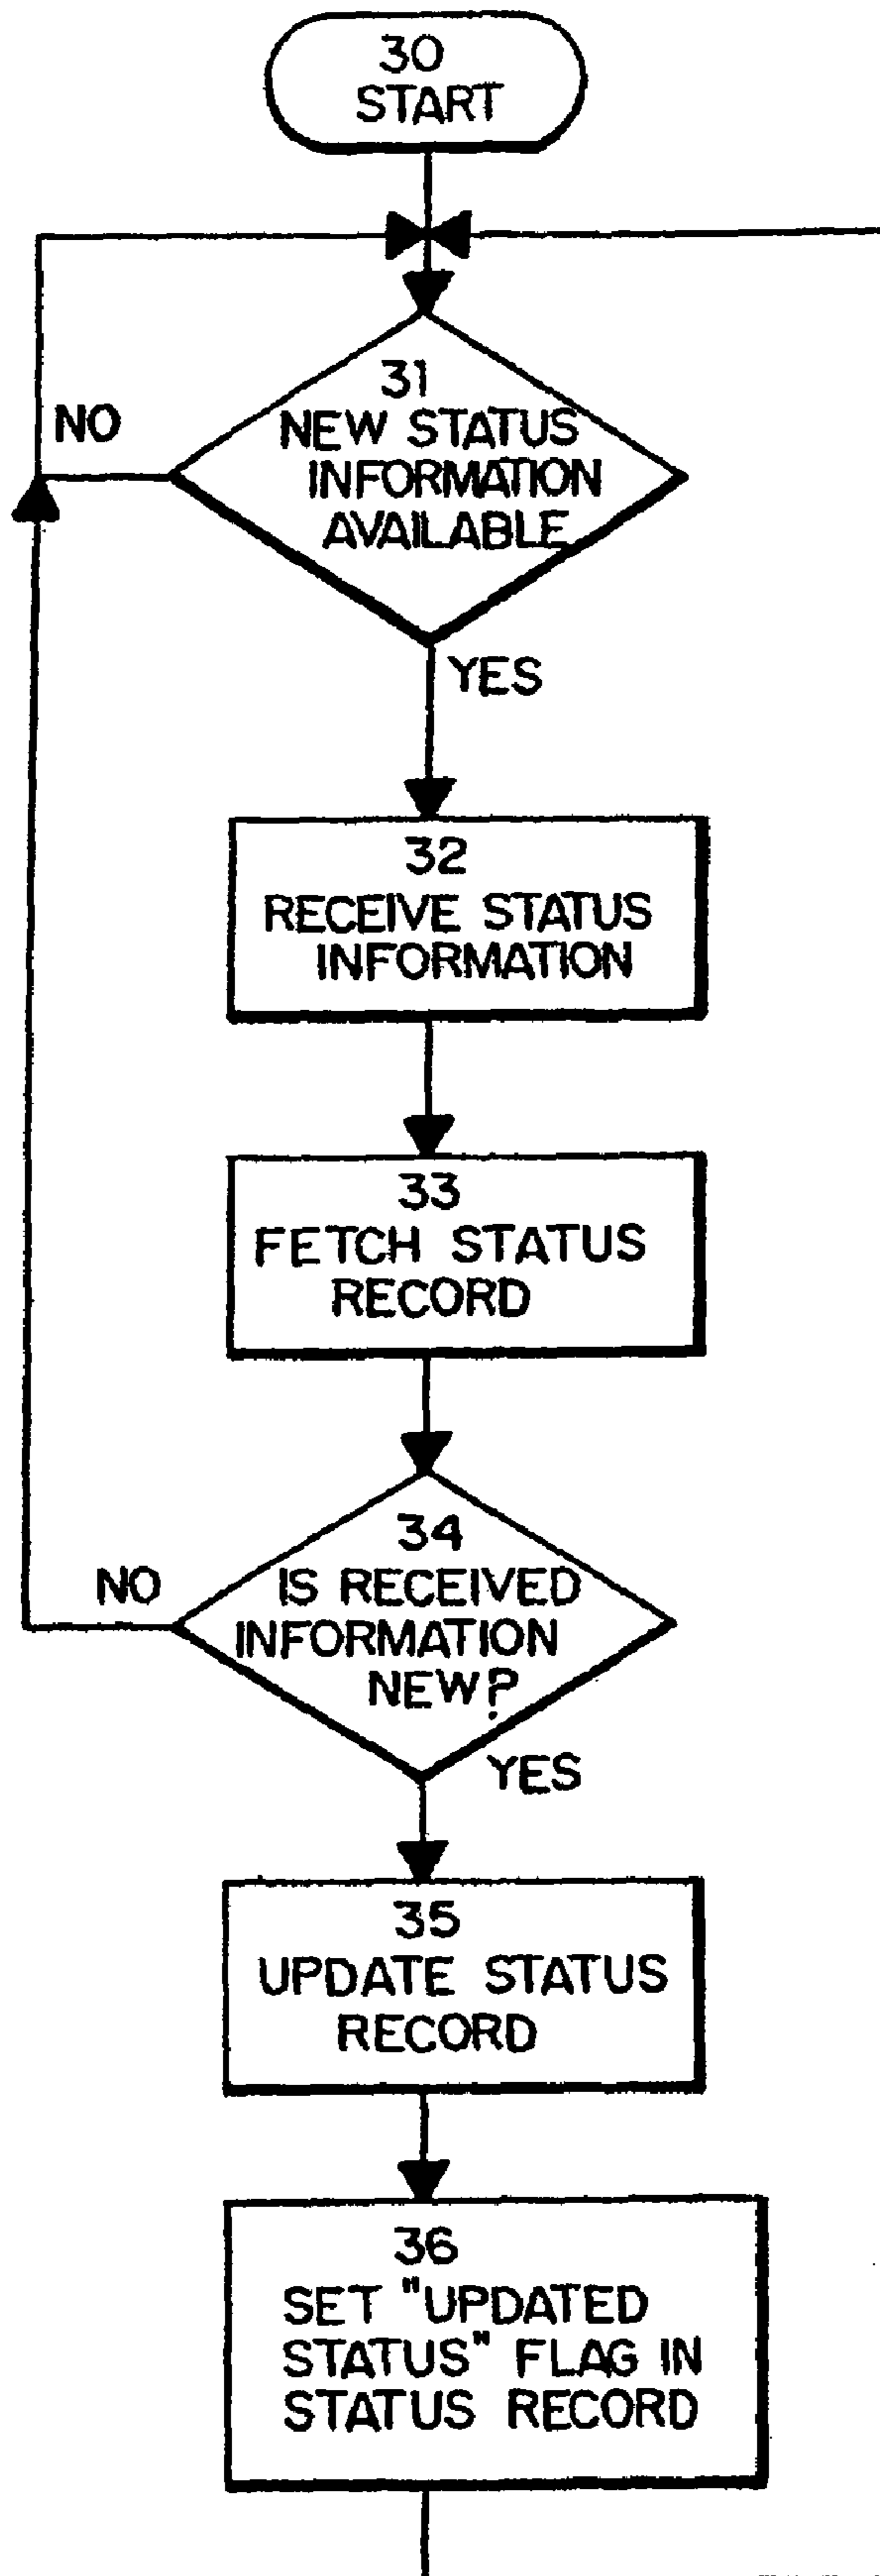 30
START
31
NEW STATUS
INFORMATION
AVAILABLE
NO
YES
32
RECEIVE STATUS
INFORMATION
33
FETCH STATUS
RECORD
34
IS RECEIVED
INFORMATION
NEW?
NO
YES
35
UPDATE STATUS
RECORD
36
SET "UPDATED
STATUS" FLAG IN
STATUS RECORD